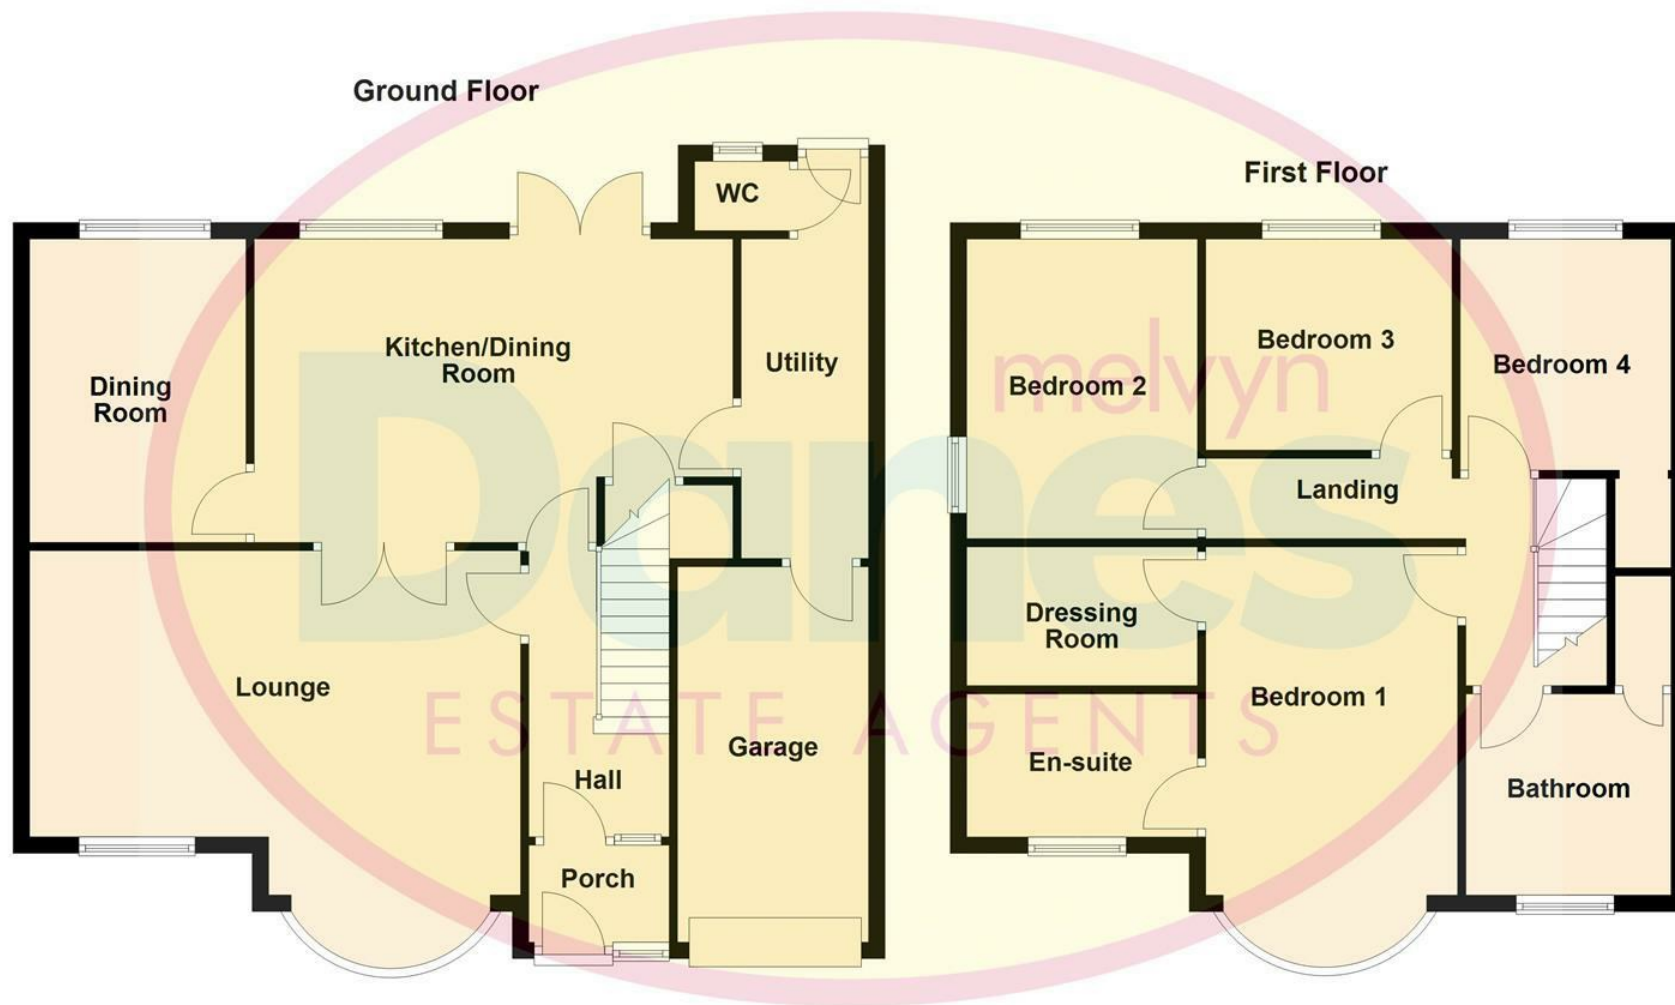 Ground Floor
WC
Kitchen/Dining
Room
Utility
Dining
Room
Lounge
Garage
Hall
Porch
First Floor
Bedroom 3
Bedroom 4
Bedroom 2
Landing
Dressing
Room
Bedroom 1
En-suite
Bathroom
melvyn
Danes
ESTATE AGENTS